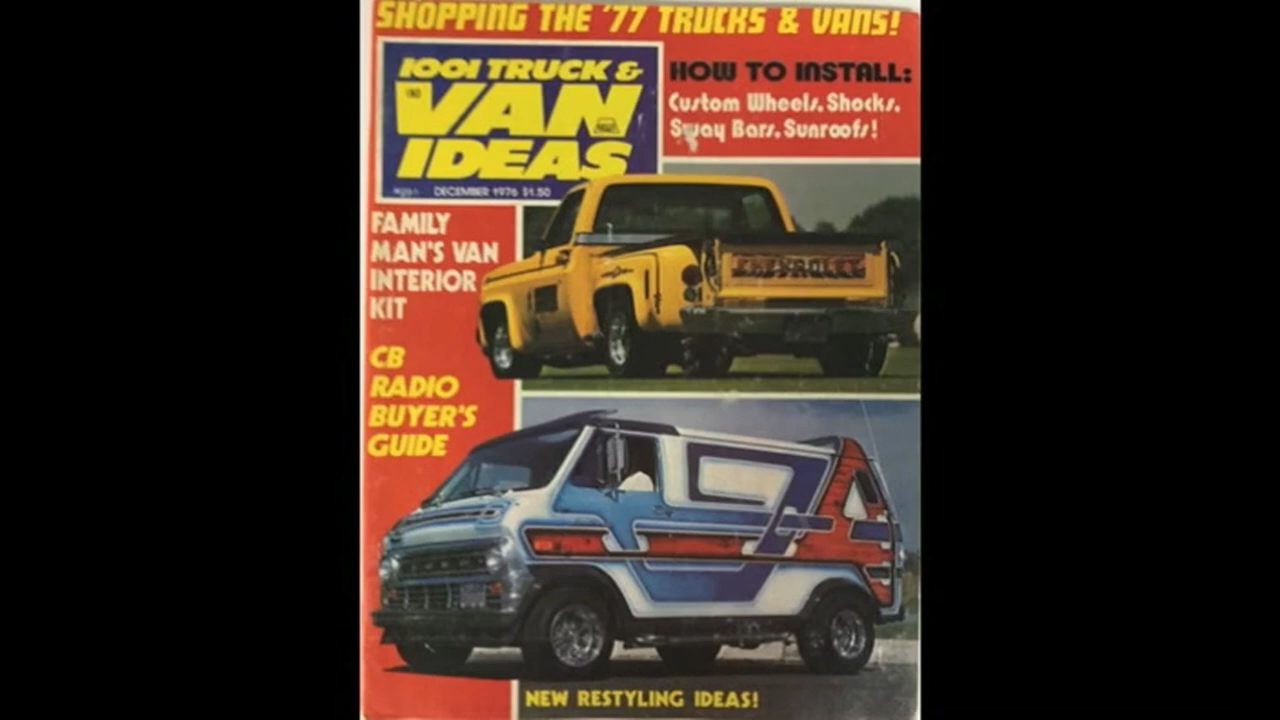 SHOPPING THE '77 TRUCKS & VANS!
1001 TRUCK &
VAN
IDEAS
DECEMBER 1976 $1.50
HOW TO INSTALL:
Custom Wheels, Shocks,
Sway Bars, Sunroofs!
FAMILY
MAN'S VAN
INTERIOR
KIT
CB
RADIO
BUYER'S
GUIDE
CHEVROLET
FORD
NEW RESTYLING IDEAS!